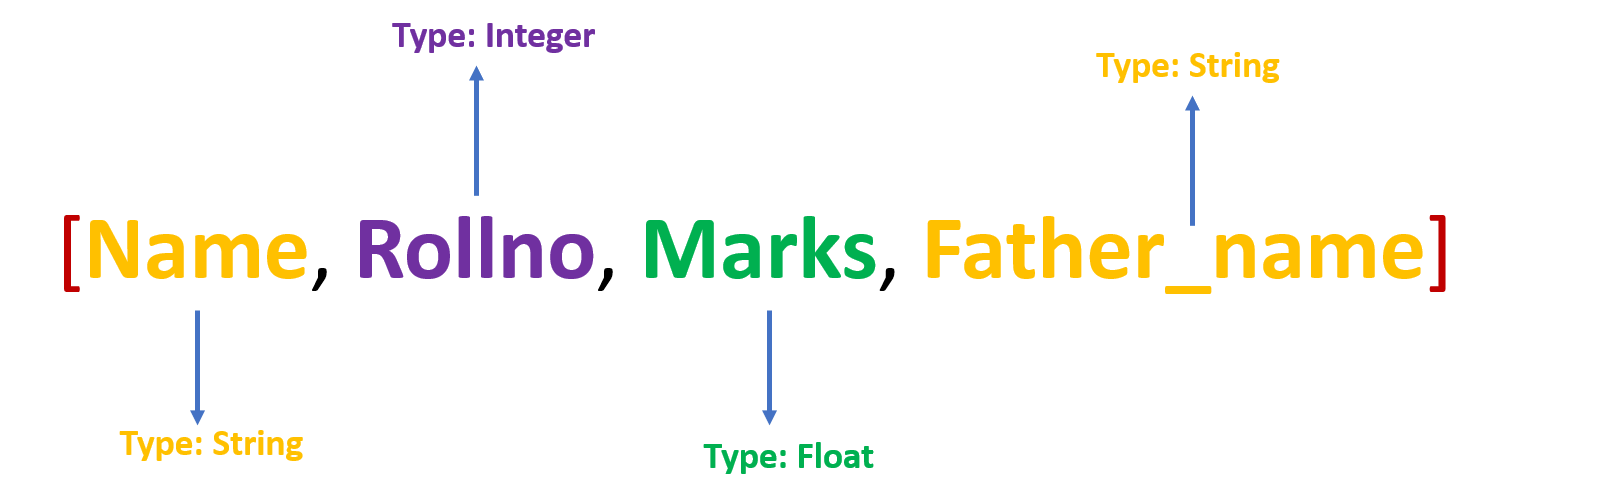 Type: Integer
Type: String
[Name, Rollno, Marks, Father_name]
Type: String
Type: Float